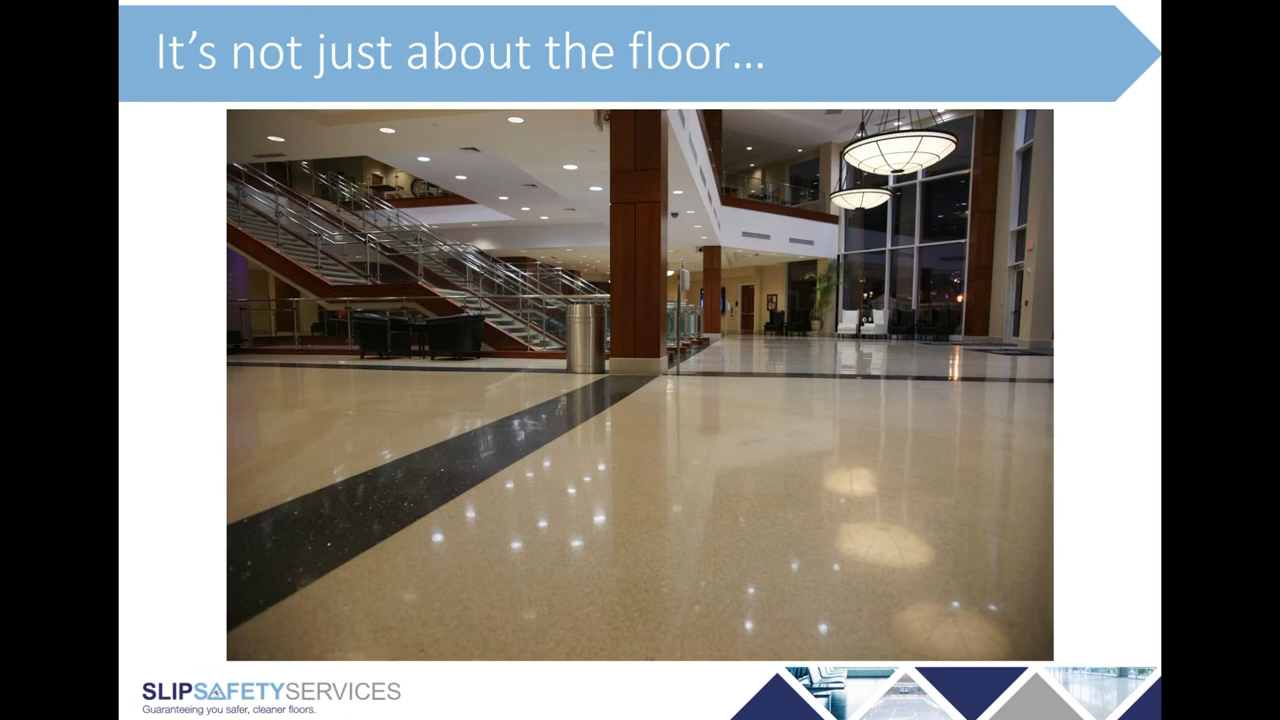 It's not just about the floor...
SLIPSAFETYSERVICES
Guaranteeing you safer, cleaner floors.